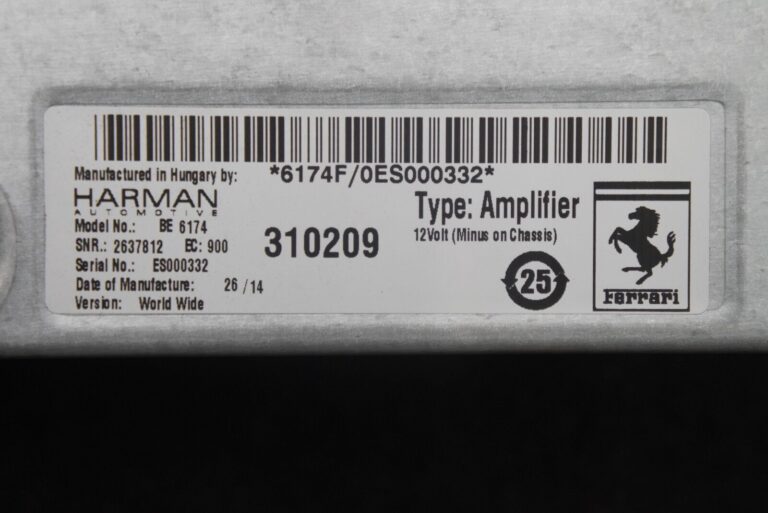 *6174F/0ES000332*
Manufactured in Hungary by:
HARMAN
AUTOMOTIVE
Model No.: BE 6174
SNR.: 2637812 EC: 900
Serial No.: ES000332
Date of Manufacture: 26/14
Version: World Wide
310209
Type: Amplifier
12Volt (Minus on Chassis)
25
Ferrari